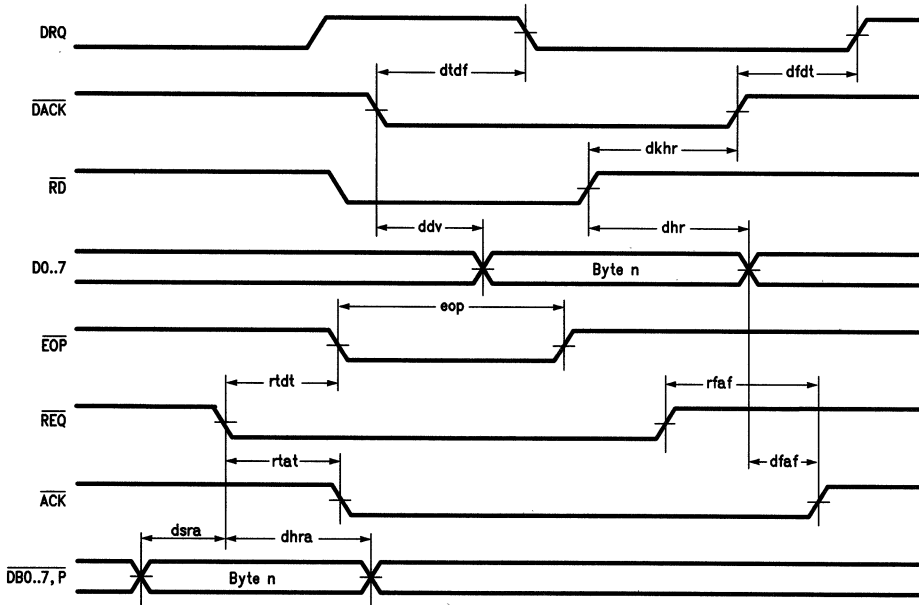 DRQ
dtdf
dfdt
DACK
dkhr
RD
ddv
dhr
D0..7
Byte n
eop
EOP
rtdt
rfaf
REQ
rtat
dfaf
ACK
dsra
dhra
DB0..7, P
Byte n